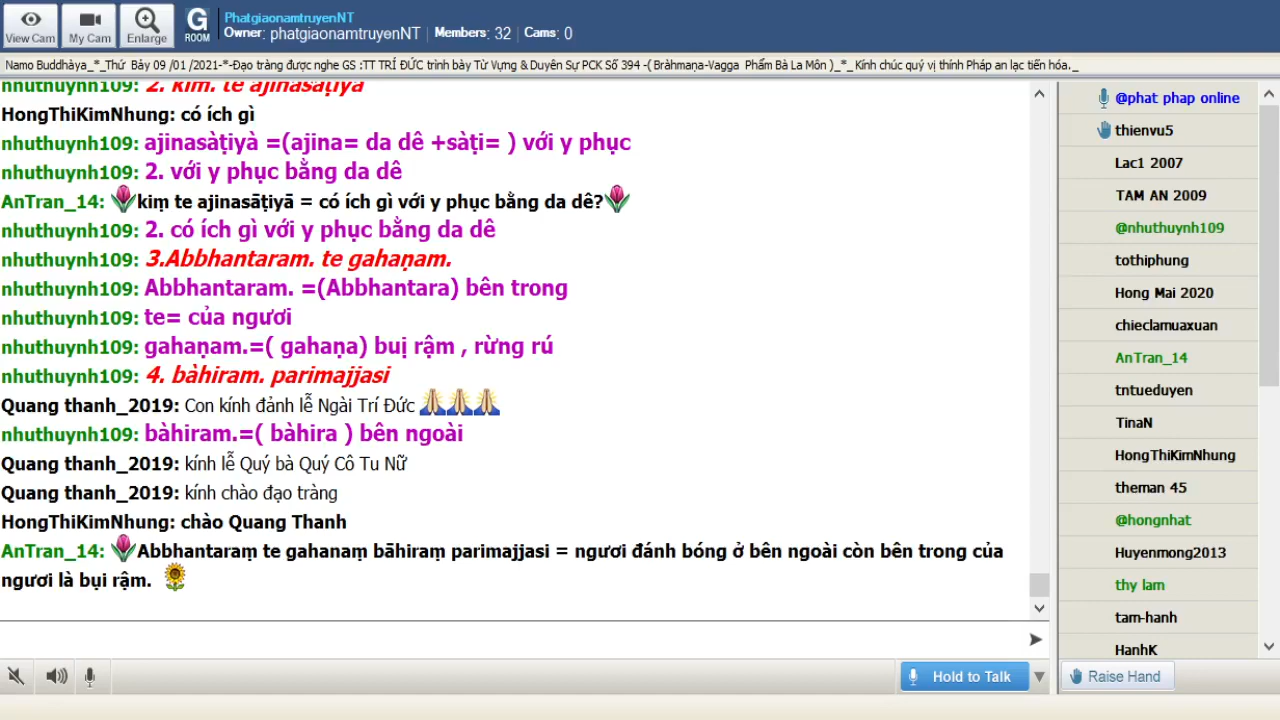 View Cam
My Cam
Enlarge
G
ROOM
PhatgiaonamtruyenNT
Owner: phatgiaonamtruyenNT | Members: 32 | Cams: 0
Namo Buddhàya_*_Thứ Bảy 09 /01 /2021-*-Đạo tràng được nghe GS :TT TRÍ ĐỨC trình bày Từ Vựng & Duyên Sự PCK Số 394 -( Bràhmaṇa-Vagga Phẩm Bà La Môn )_*_ Kính chúc quý vị thính Pháp an lạc tiến hóa._
nhuthuynh109: 2. kim. te ajinasàṭiyà
HongThiKimNhung: có ích gì
nhuthuynh109: ajinasàṭiyà =(ajina= da dê +sàṭi= ) với y phục
nhuthuynh109: 2. với y phục bằng da dê
AnTran_14: kiṃ te ajinasāṭiyā = có ích gì với y phục bằng da dê?
nhuthuynh109: 2. có ích gì với y phục bằng da dê
nhuthuynh109: 3.Abbhantaram. te gahaṇam.
nhuthuynh109: Abbhantaram. =(Abbhantara) bên trong
nhuthuynh109: te= của ngươi
nhuthuynh109: gahaṇam.=( gahaṇa) buị rậm , rừng rú
nhuthuynh109: 4. bàhiram. parimajjasi
Quang thanh_2019: Con kính đảnh lễ Ngài Trí Đức
nhuthuynh109: bàhiram.=( bàhira ) bên ngoài
Quang thanh_2019: kính lễ Quý bà Quý Cô Tu Nữ
Quang thanh_2019: kính chào đạo tràng
HongThiKimNhung: chào Quang Thanh
AnTran_14: Abbhantaraṃ te gahanaṃ bāhiraṃ parimajjasi = ngươi đánh bóng ở bên ngoài còn bên trong của
ngươi là bụi rậm.
@phat phap online
thienvu5
Lac1 2007
TAM AN 2009
@nhuthuynh109
tothiphung
Hong Mai 2020
chieclamuaxuan
AnTran_14
tntueduyen
TinaN
HongThiKimNhung
theman 45
@hongnhat
Huyenmong2013
thy lam
tam-hanh
HanhK
Hold to Talk
Raise Hand